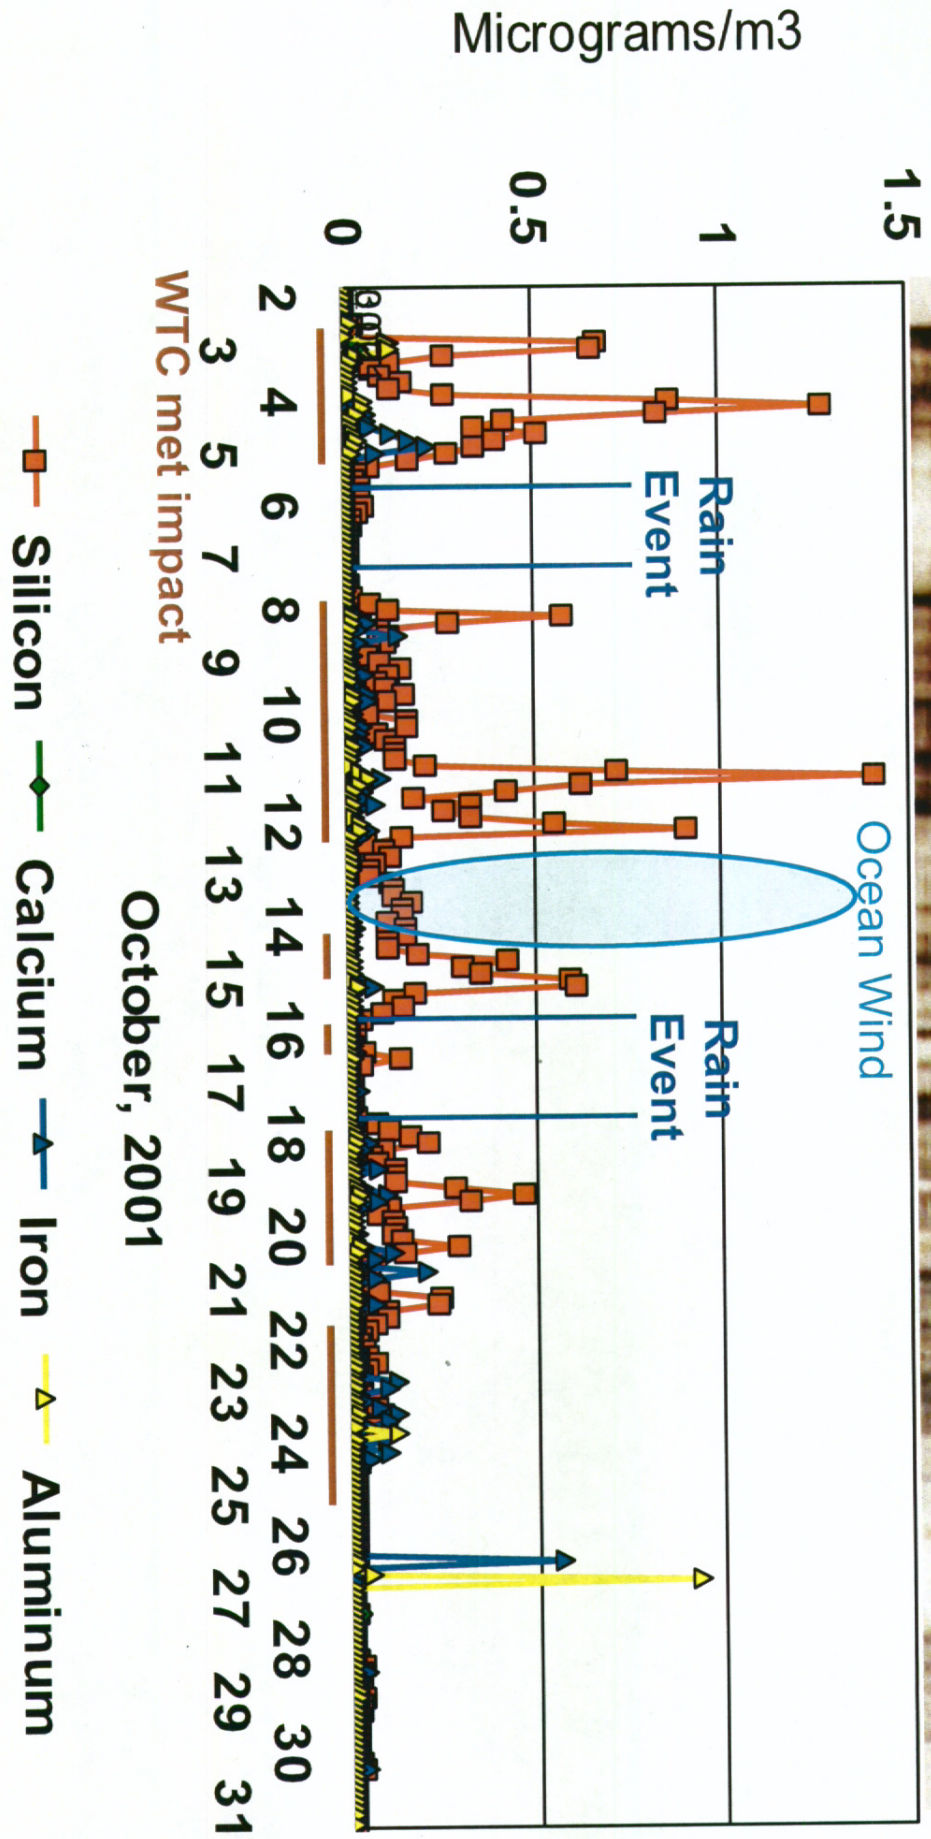 Micrograms/m3
1.5
1
0.5
0
Ocean Wind
Rain
Event
Rain
Event
2 3 4 5 6 7 8 9 10 11 12 13 14 15 16 17 18 19 20 21 22 23 24 25 26 27 28 29 30 31
WTC met impact
October, 2001
Silicon Calcium Iron Aluminum